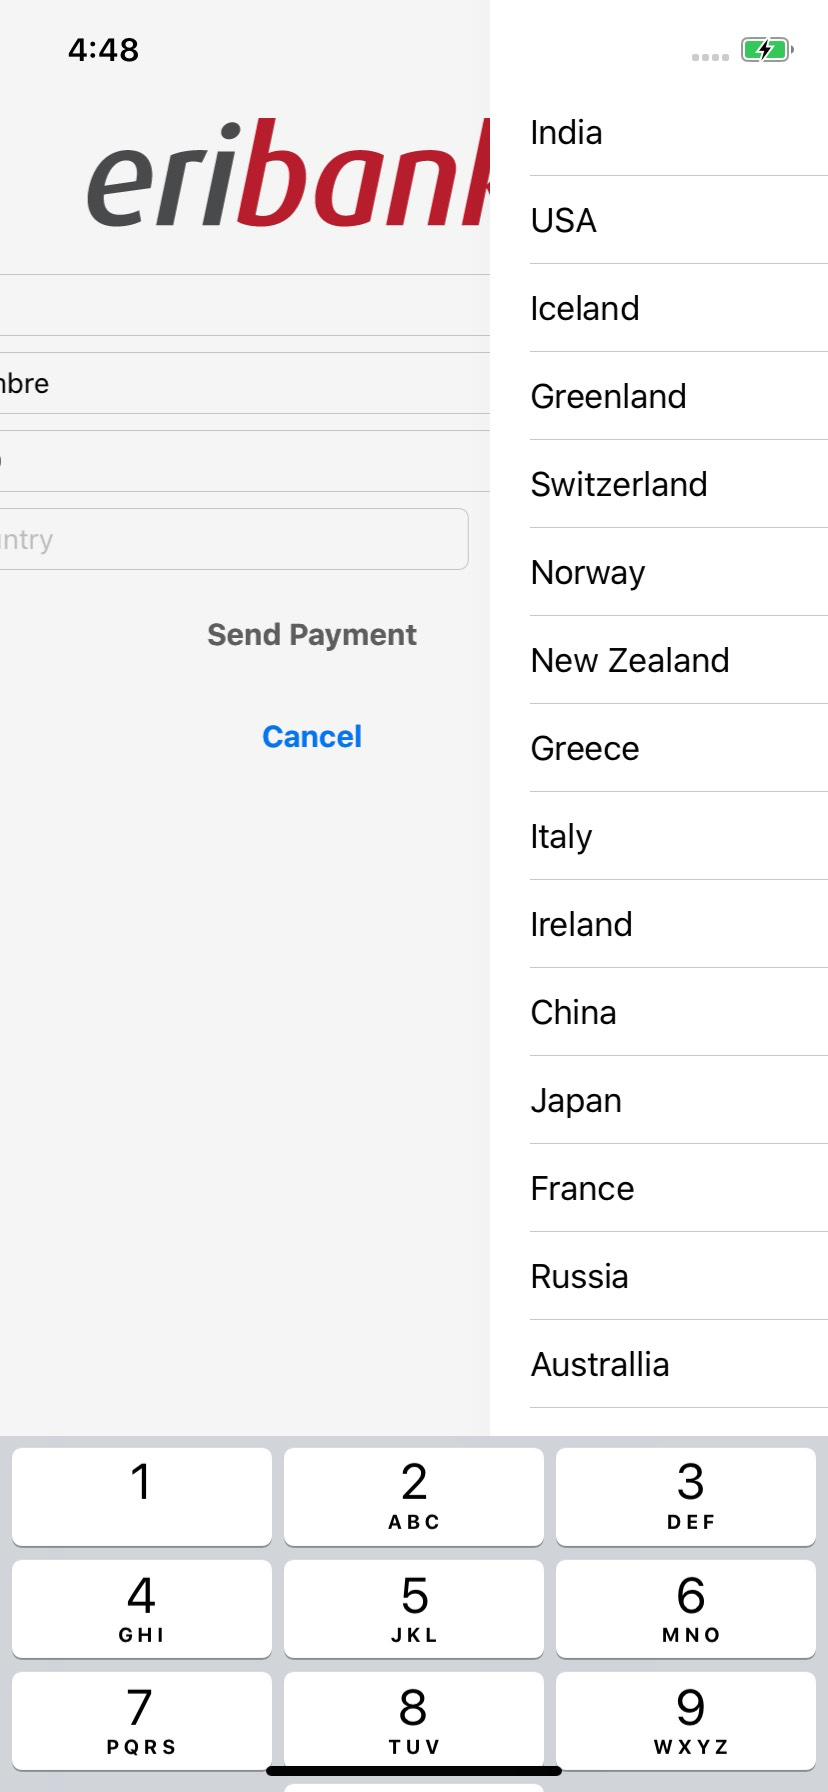 4:48
eribank
mbre
ntry
Send Payment
Cancel
India
USA
Iceland
Greenland
Switzerland
Norway
New Zealand
Greece
Italy
Ireland
China
Japan
France
Russia
Australlia
1
2
ABC
3
DEF
4
GHI
5
JKL
6
MNO
7
PQRS
8
TUV
9
WXYZ